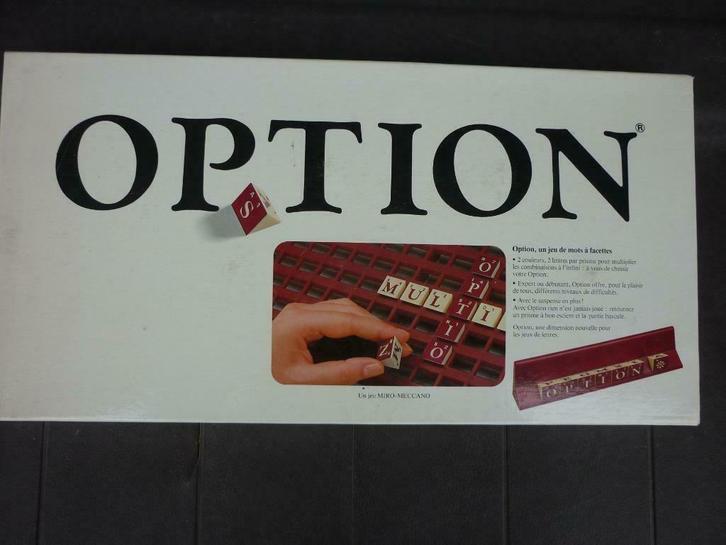 OPTION®
S
Option, un jeu de mots à facettes
• 2 couleurs, 2 lettres par prisme pour multiplier
les combinaisons à l'infini : à vous de choisir
votre Option.
• Expert ou débutant, Option offre, pour le plaisir
de tous, différents niveaux de difficultés.
• Avec le suspense en plus !
Avec Option rien n'est jamais joué : retournez
un prisme à bon escient et la partie bascule.
Option, une dimension nouvelle pour
les jeux de lettres.
MULTI
OPTIO
Z
OPTION
Un jeu MIRO-MECCANO